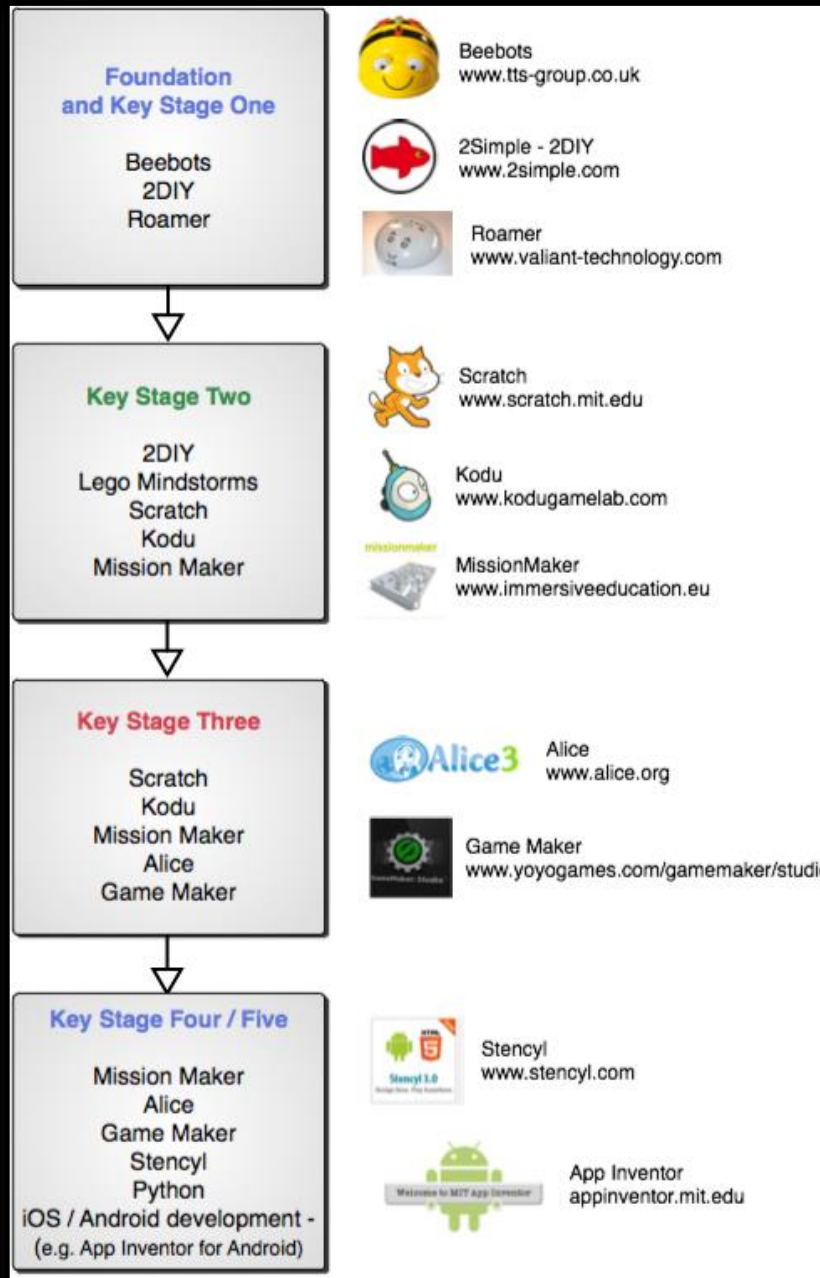 Foundation
and Key Stage One
Beebots
2DIY
Roamer
Beebots
www.tts-group.co.uk
2Simple - 2DIY
www.2simple.com
Roamer
www.valiant-technology.com
Key Stage Two
2DIY
Lego Mindstorms
Scratch
Kodu
Mission Maker
Scratch
www.scratch.mit.edu
Kodu
www.kodugamelab.com
missionmaker
MissionMaker
www.immersiveeducation.eu
Key Stage Three
Scratch
Kodu
Mission Maker
Alice
Game Maker
Alice3
Alice
www.alice.org
GameMaker: Studio
Game Maker
www.yoyogames.com/gamemaker/studi
Key Stage Four / Five
Mission Maker
Alice
Game Maker
Stencyl
Python
iOS / Android development -
(e.g. App Inventor for Android)
HTML
5
Stencyl 3.0
Stencyl
www.stencyl.com
Welcome to MIT app inventor
App Inventor
appinventor.mit.edu